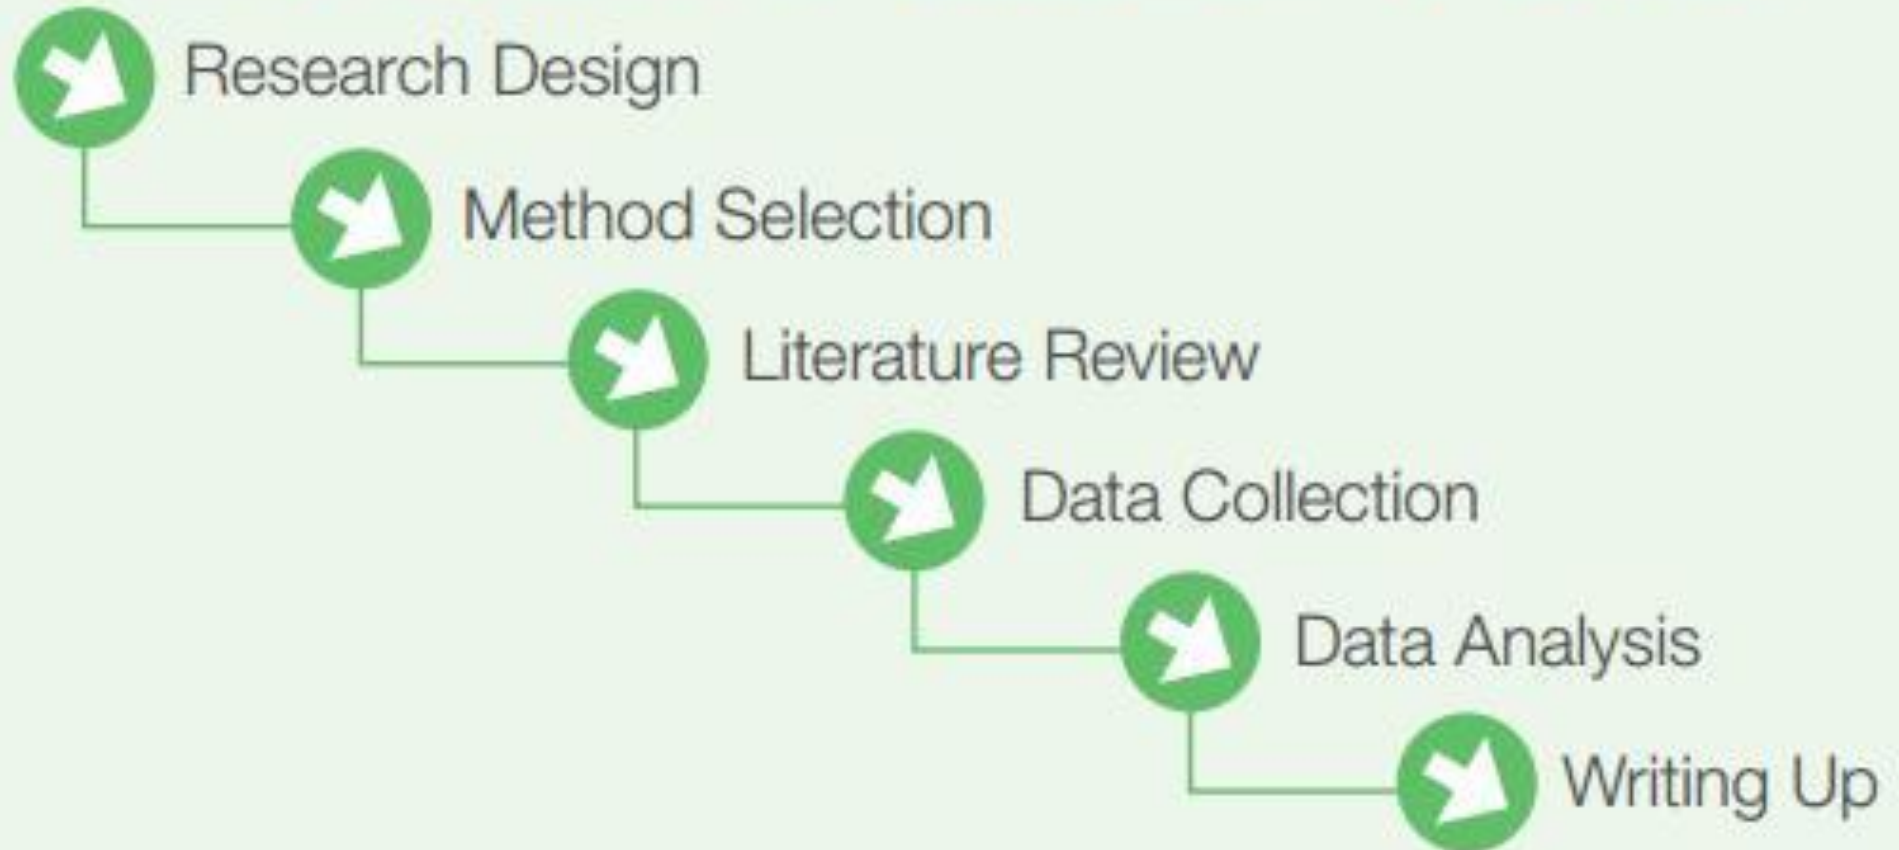 Research Design
Method Selection
Literature Review
Data Collection
Data Analysis
Writing Up